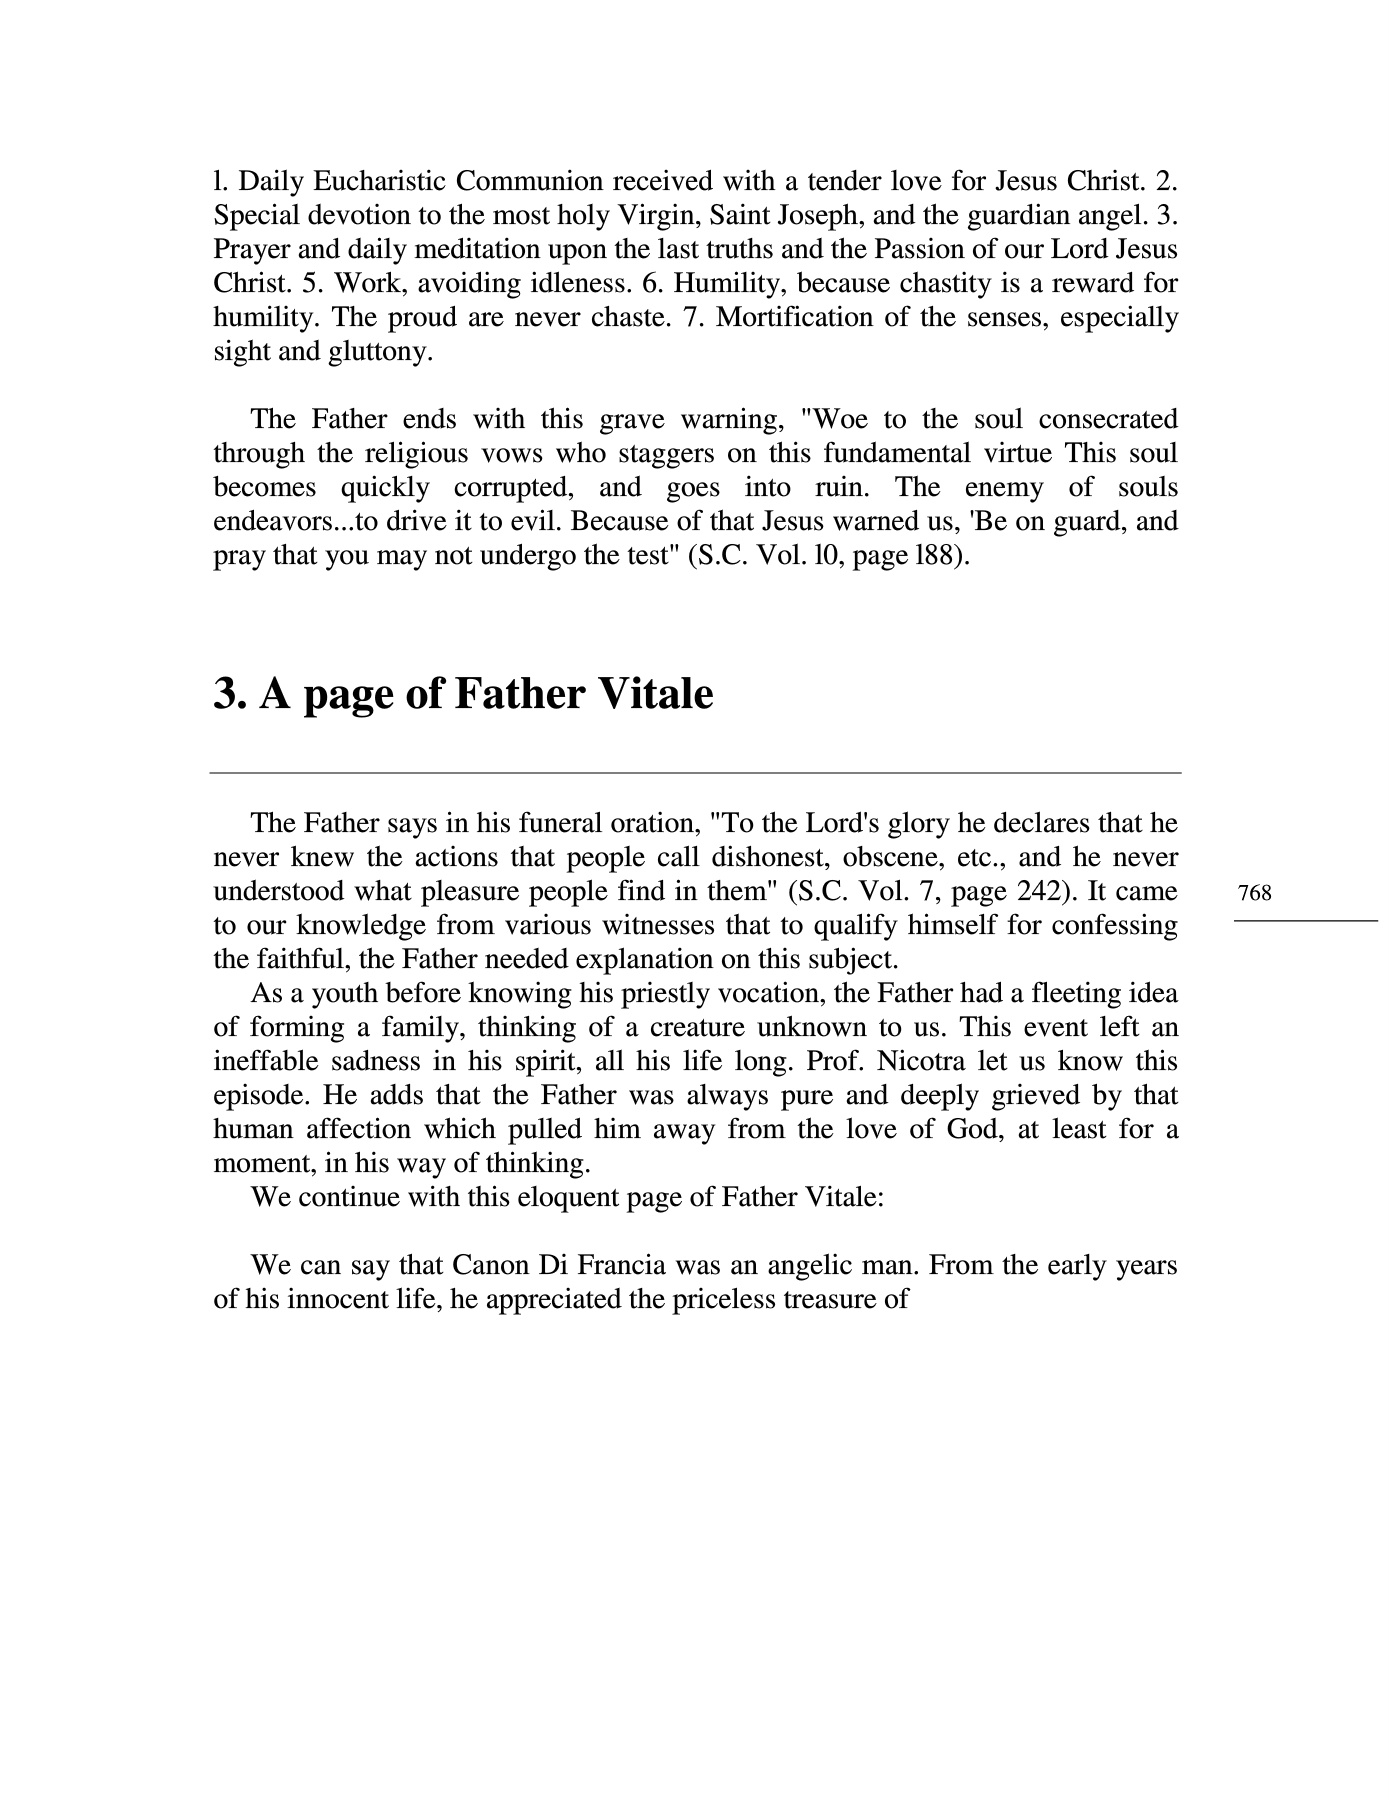 l. Daily Eucharistic Communion received with a tender love for Jesus Christ. 2.
Special devotion to the most holy Virgin, Saint Joseph, and the guardian angel. 3.
Prayer and daily meditation upon the last truths and the Passion of our Lord Jesus
Christ. 5. Work, avoiding idleness. 6. Humility, because chastity is a reward for
humility. The proud are never chaste. 7. Mortification of the senses, especially
sight and gluttony.
The Father ends with this grave warning, "Woe to the soul consecrated
through the religious vows who staggers on this fundamental virtue This soul
becomes quickly corrupted, and goes into ruin. The enemy of souls
endeavors...to drive it to evil. Because of that Jesus warned us, 'Be on guard, and
pray that you may not undergo the test" (S.C. Vol. l0, page l88).
3. A page of Father Vitale
The Father says in his funeral oration, "To the Lord's glory he declares that he
never knew the actions that people call dishonest, obscene, etc., and he never
understood what pleasure people find in them" (S.C. Vol. 7, page 242). It came
to our knowledge from various witnesses that to qualify himself for confessing
the faithful, the Father needed explanation on this subject.
As a youth before knowing his priestly vocation, the Father had a fleeting idea
of forming a family, thinking of a creature unknown to us. This event left an
ineffable sadness in his spirit, all his life long. Prof. Nicotra let us know this
episode. He adds that the Father was always pure and deeply grieved by that
human affection which pulled him away from the love of God, at least for a
moment, in his way of thinking.
We continue with this eloquent page of Father Vitale:
We can say that Canon Di Francia was an angelic man. From the early years
of his innocent life, he appreciated the priceless treasure of
768